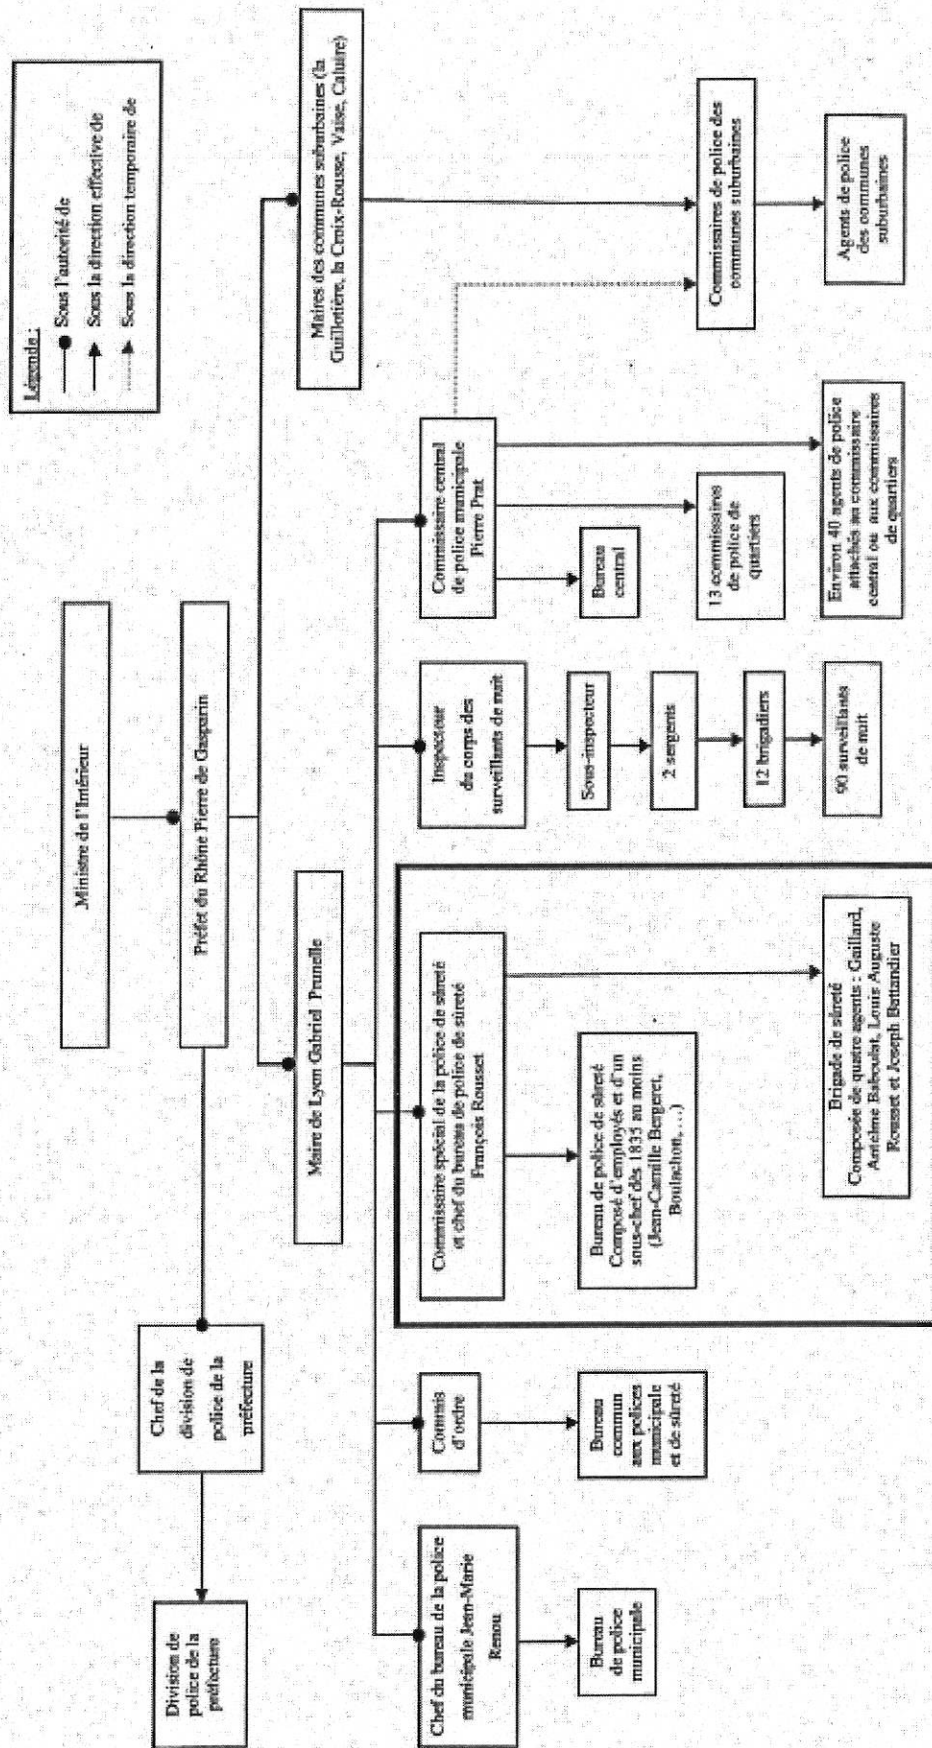 Légende :
Sous l'autorité de
Sous la direction effective de
Sous la direction temporaire de
Ministre de l'Intérieur
Préfet du Rhône Pierre de Gasparin
Chef de la
division de
police de la
préfecture
Division de
police de la
préfecture
Maire de Lyon Gabriel Prunelle
Maires des communes suburbaines (la
Guillotière, la Croix-Rousse, Vaise, Caluire)
Chef du bureau de la police
municipale Jean-Marie
Renou
Bureau
de police
municipale
Commis
d'ordre
Bureau
commun
aux polices
municipale
et de sûreté
Commissaire spécial de la police de sûreté
et chef du bureau de police de sûreté
François Rousset
Bureau de police de sûreté
Composé d'employés et d'un
sous-chef dès 1835 au moins
(Jean-Camille Bergeret,
Boulachon, ...)
Brigade de sûreté
Composée de quatre agents : Gaillard,
Antelme Baboulat, Louis Auguste
Rousset et Joseph Battandier
Inspecteur
du corps des
surveillants de nuit
Sous-inspecteur
2 sergents
12 brigadiers
90 surveillants
de nuit
Commissaire central
de police municipale
Pierre Prat
Bureau
central
13 commissaires
de police de
quartiers
Environ 40 agents de police
attachés au commissaire
central ou aux commissaires
de quartiers
Commissaires de police des
communes suburbaines
Agents de police
des communes
suburbaines